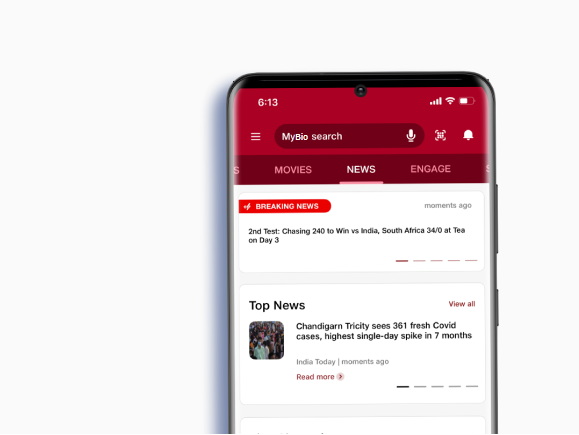 6:13
MyBio search
S MOVIES NEWS ENGAGE
BREAKING NEWS moments ago
2nd Test: Chasing 240 to Win vs India, South Africa 34/0 at Tea
on Day 3
Top News View all
Chandigarn Tricity sees 361 fresh Covid
cases, highest single-day spike in 7 months
India Today | moments ago
Read more